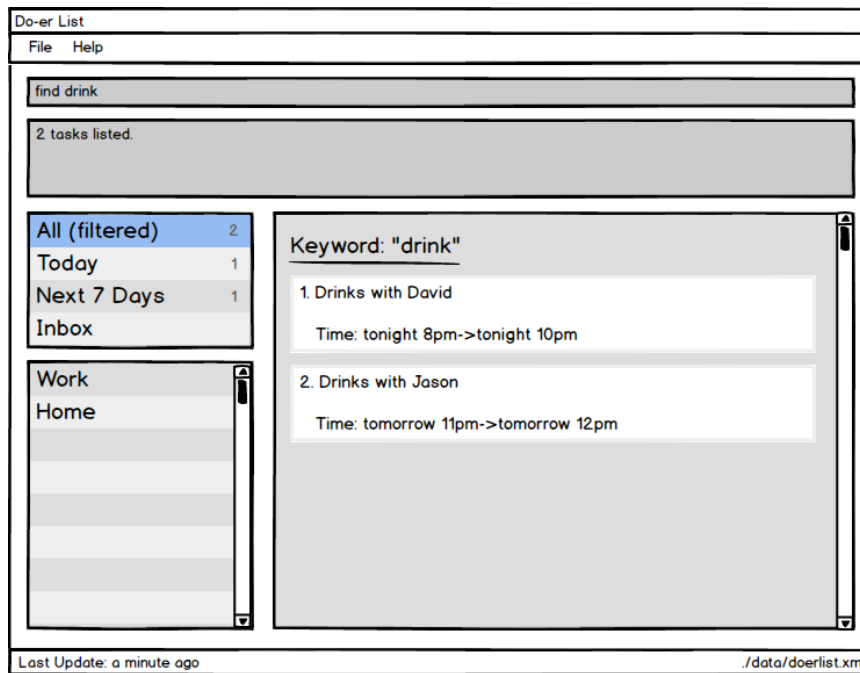 Do-er List
File Help
find drink
2 tasks listed.
All (filtered) 2
Today 1
Next 7 Days 1
Inbox
Work
Home
Keyword: "drink"
1. Drinks with David
Time: tonight 8pm->tonight 10pm
2. Drinks with Jason
Time: tomorrow 11pm->tomorrow 12pm
Last Update: a minute ago
./data/doerlist.xm